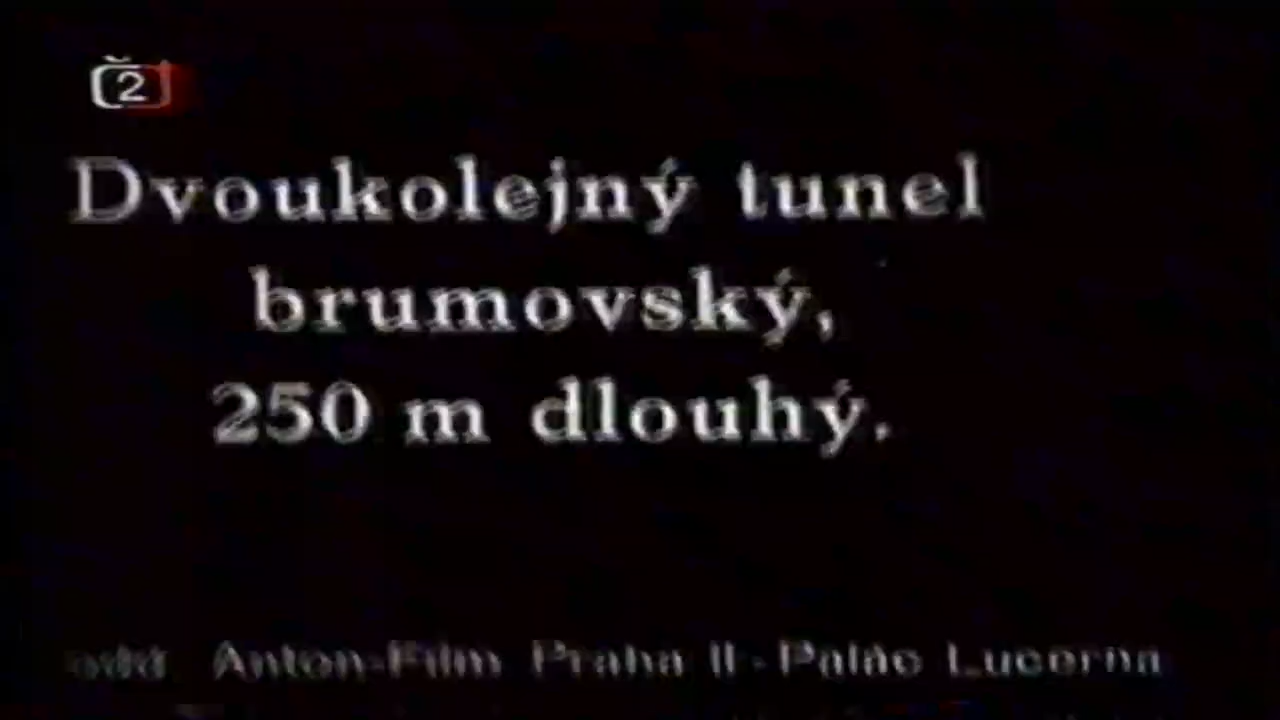 Č2
Dvoukolejný tunel
brumovský,
250 m dlouhý.
Anton-Film Praha II - Palác Lucerna